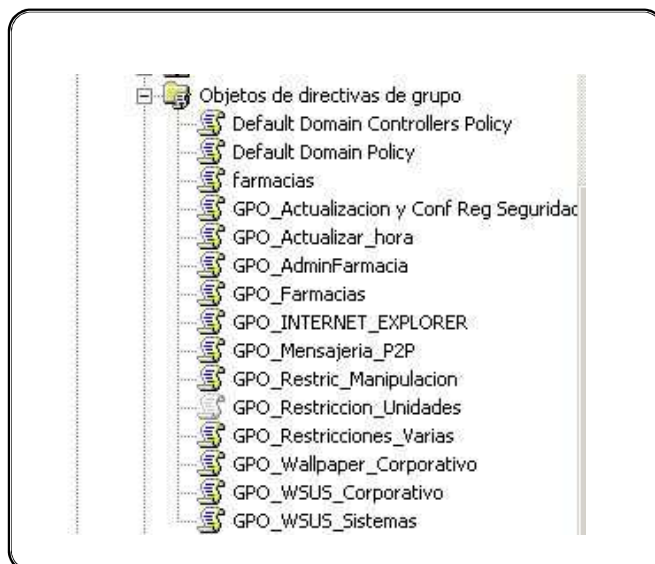 Objetos de directivas de grupo
Default Domain Controllers Policy
Default Domain Policy
farmacias
GPO_Actualizacion y Conf Reg Seguridad
GPO_Actualizar_hora
GPO_AdminFarmacia
GPO_Farmacias
GPO_INTERNET_EXPLORER
GPO_Mensajeria_P2P
GPO_Restric_Manipulacion
GPO_Restriccion_Unidades
GPO_Restricciones_Varias
GPO_Wallpaper_Corporativo
GPO_WSUS_Corporativo
GPO_WSUS_Sistemas